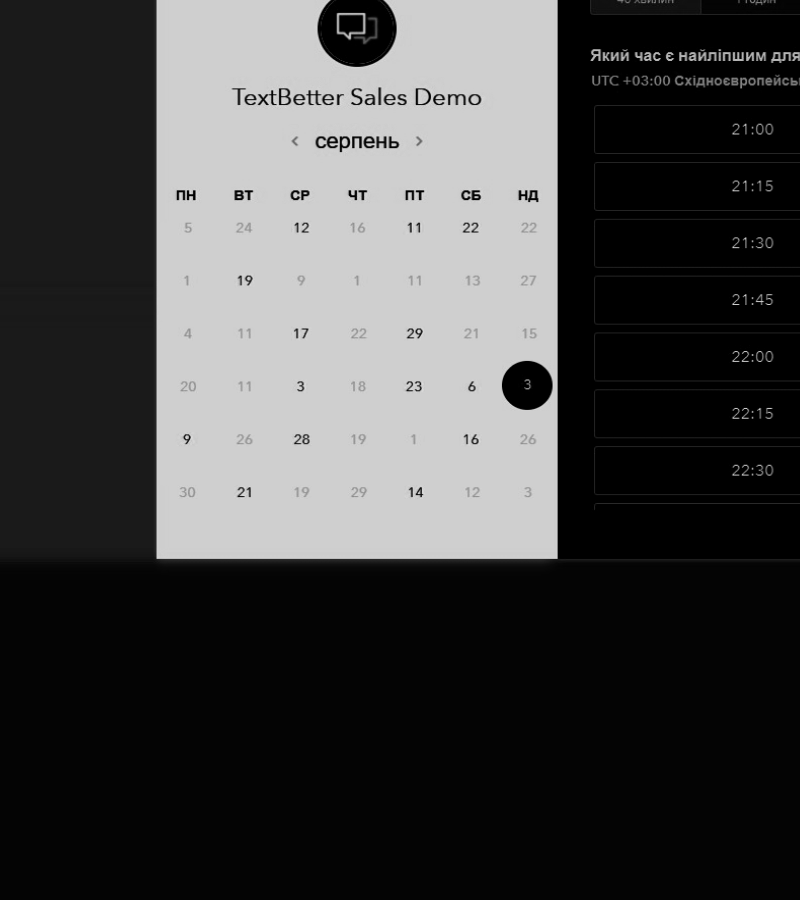 TextBetter Sales Demo
серпень
ПН ВТ СР ЧТ ПТ СБ НД
5 24 12 16 11 22 22
1 19 9 1 11 13 27
4 11 17 22 29 21 15
20 11 3 18 23 6 3
9 26 28 19 1 16 26
30 21 19 29 14 12 3
Який час є найліпшим для
UTC +03:00
21:00
21:15
21:30
21:45
22:00
22:15
22:30